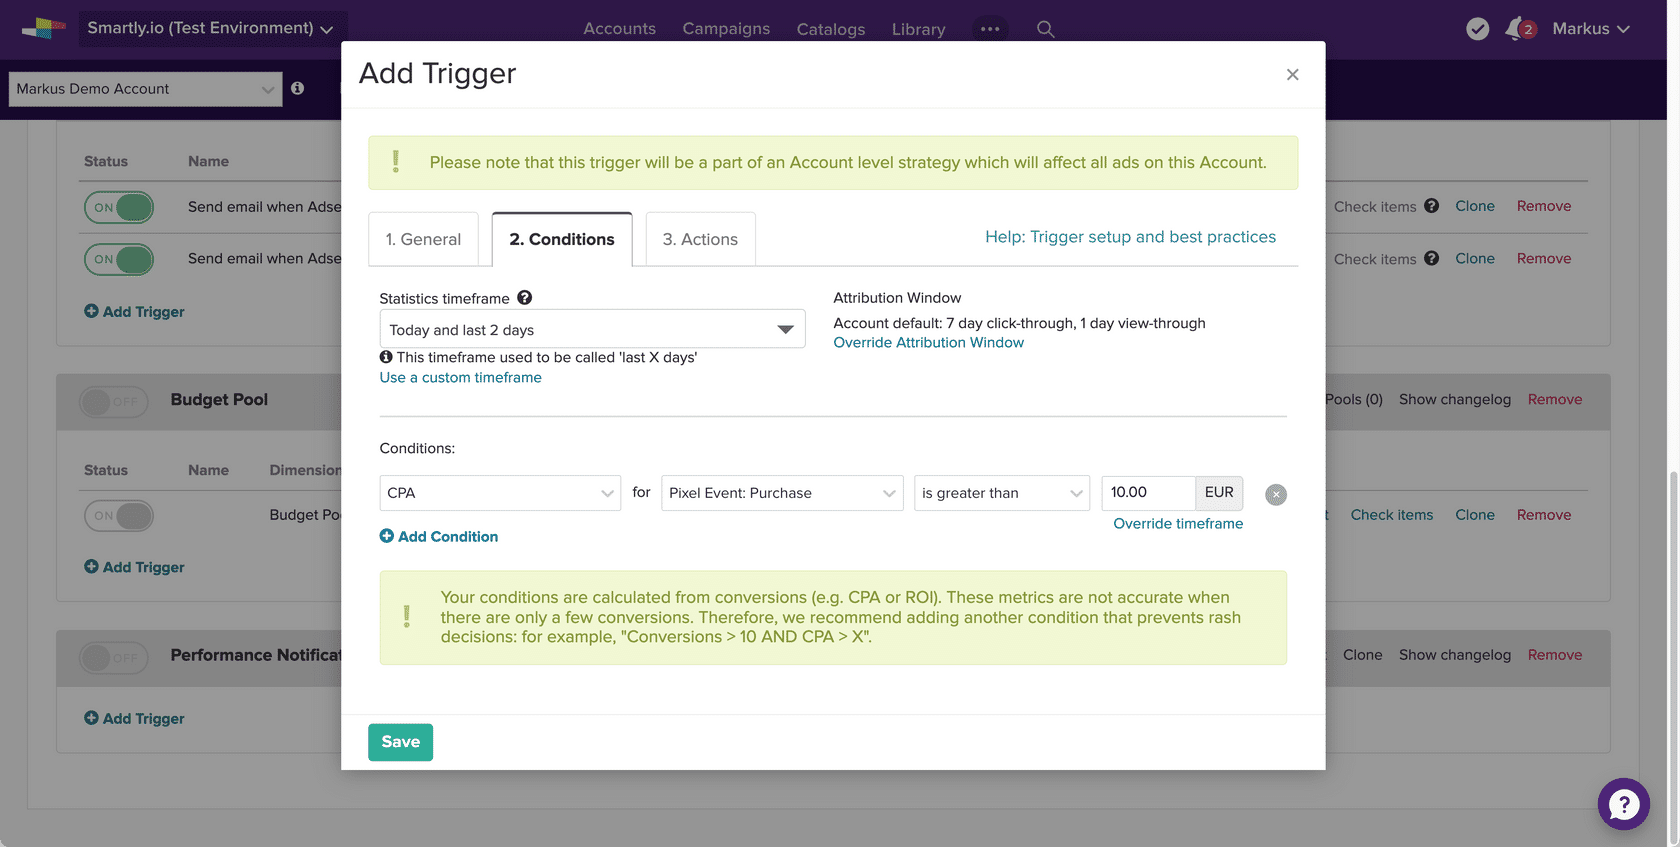 Smartly.io (Test Environment)
Accounts Campaigns Catalogs Library
2 Markus
Markus Demo Account
Add Trigger
Please note that this trigger will be a part of an Account level strategy which will affect all ads on this Account.
Status Name
ON Send email when Adse
Check items Clone Remove
ON Send email when Adse
Check items Clone Remove
Add Trigger
1. General
2. Conditions
3. Actions
Help: Trigger setup and best practices
Statistics timeframe
Today and last 2 days
This timeframe used to be called 'last X days'
Use a custom timeframe
Attribution Window
Account default: 7 day click-through, 1 day view-through
Override Attribution Window
OFF Budget Pool
Pools (0) Show changelog Remove
Conditions:
CPA for Pixel Event: Purchase is greater than 10.00 EUR
Override timeframe
Add Condition
Status Name Dimension
ON Budget Po
Check items Clone Remove
Add Trigger
Your conditions are calculated from conversions (e.g. CPA or ROI). These metrics are not accurate when
there are only a few conversions. Therefore, we recommend adding another condition that prevents rash
decisions: for example, "Conversions > 10 AND CPA > X".
OFF Performance Notificat
Clone Show changelog Remove
Add Trigger
Save